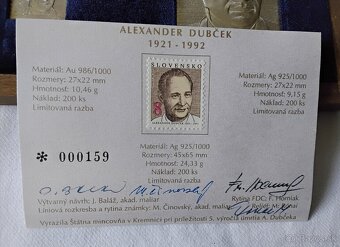 ALEXANDER DUBČEK
1921 - 1992
Materiál: Au 986/1000
Rozmery: 27x22 mm
Hmotnosť: 10,46 g
Náklad: 200 ks
Limitovaná razba
SLOVENSKO
8
Materiál: Ag 925/1000
Rozmery: 27x22 mm
Hmotnosť: 9,15 g
Náklad: 200 ks
Limitovaná razba
* 000159
Materiál: Ag 925/1000
Rozmery: 45x65 mm
Hmotnosť: 24,33 g
Náklad: 200 ks
Limitovaná razba
Výtvarný návrh: J. Baláž, akad. maliar
Rytina FDC: F. Horniak
Líniová rozkresba a rytina známky: M. Činovský, akad. maliar
Vyrazila Štátna mincovňa v Kremnici pri príležitosti 5. výročia úmrtia A. Dubčeka